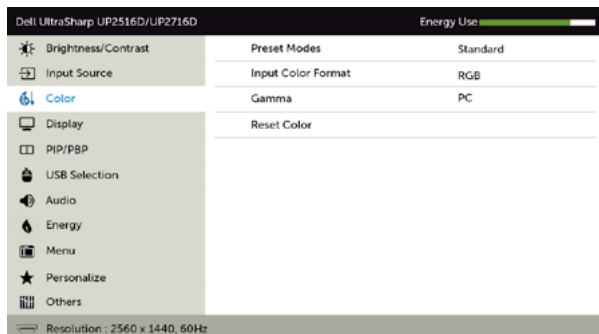 Dell UltraSharp UP2516D/UP2716D Energy Use
Brightness/Contrast Preset Modes Standard
Input Source Input Color Format RGB
Color Gamma PC
Display Reset Color
PIP/PBP
USB Selection
Audio
Energy
Menu
Personalize
Others
Resolution : 2560 x 1440, 60Hz